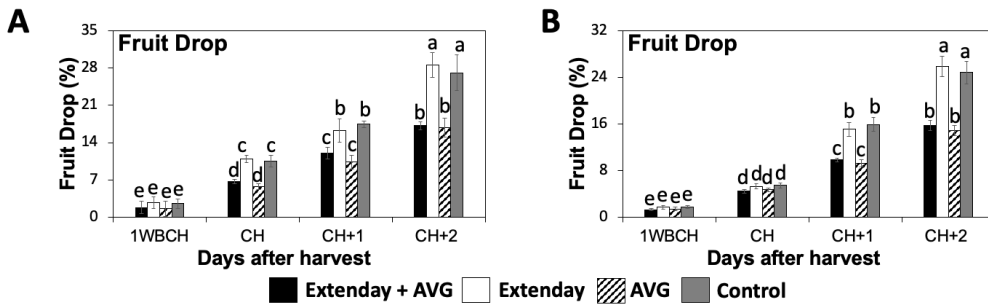 A
Fruit Drop
Fruit Drop (%)
35
28
21
14
7
0
e e e e
d c d c
c b c b
b a b a
1WBCH CH CH+1 CH+2
Days after harvest
B
Fruit Drop
Fruit Drop (%)
32
24
16
8
0
e e e e
d d d d
c b c b
b a b a
1WBCH CH CH+1 CH+2
Days after harvest
Extenday + AVG Extenday AVG Control